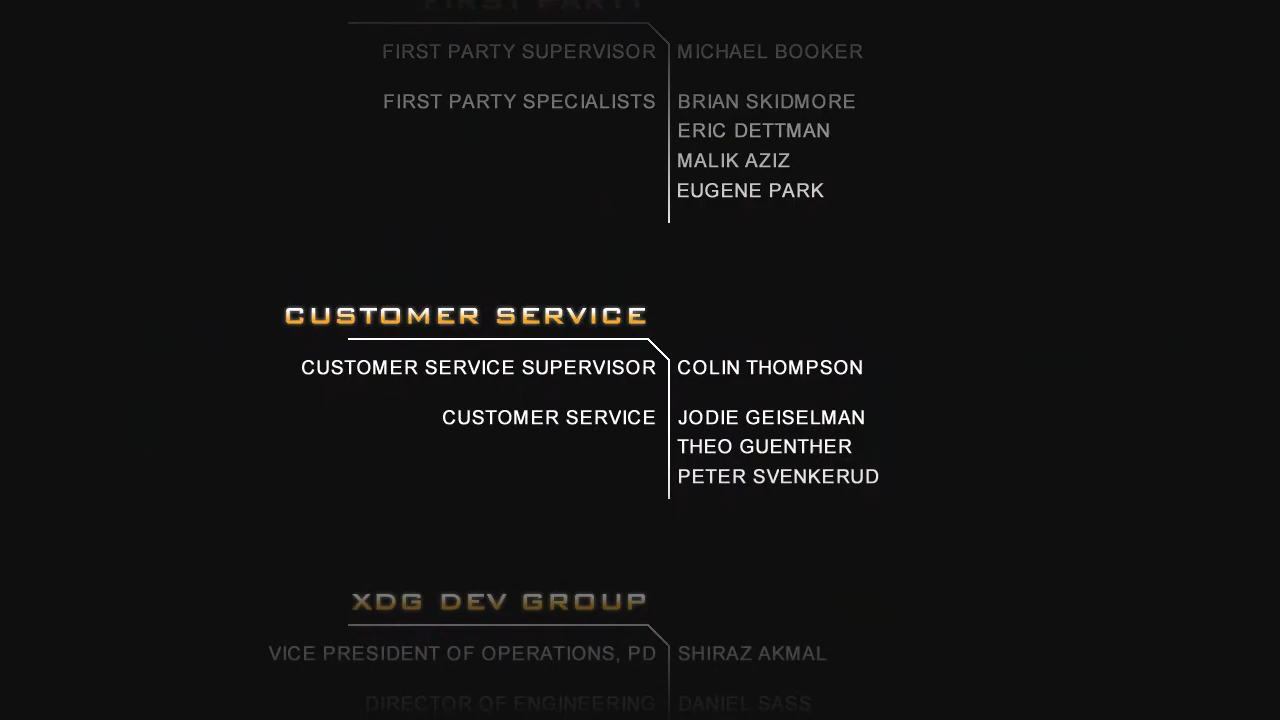 FIRST PARTY
FIRST PARTY SUPERVISOR MICHAEL BOOKER
FIRST PARTY SPECIALISTS BRIAN SKIDMORE
ERIC DETTMAN
MALIK AZIZ
EUGENE PARK
CUSTOMER SERVICE
CUSTOMER SERVICE SUPERVISOR COLIN THOMPSON
CUSTOMER SERVICE JODIE GEISELMAN
THEO GUENTHER
PETER SVENKERUD
XDG DEV GROUP
VICE PRESIDENT OF OPERATIONS, PD SHIRAZ AKMAL
DIRECTOR OF ENGINEERING DANIEL SASS